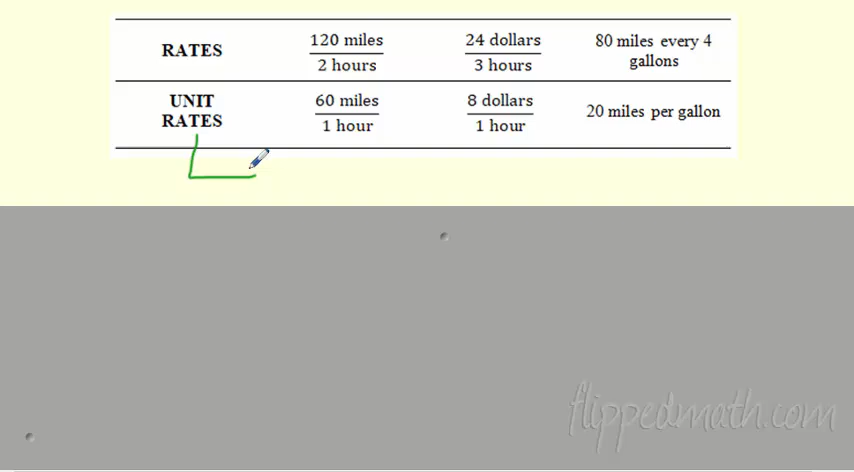 RATES
120 miles
2 hours
24 dollars
3 hours
80 miles every 4
gallons
UNIT
RATES
60 miles
1 hour
8 dollars
1 hour
20 miles per gallon
flippedmath.com